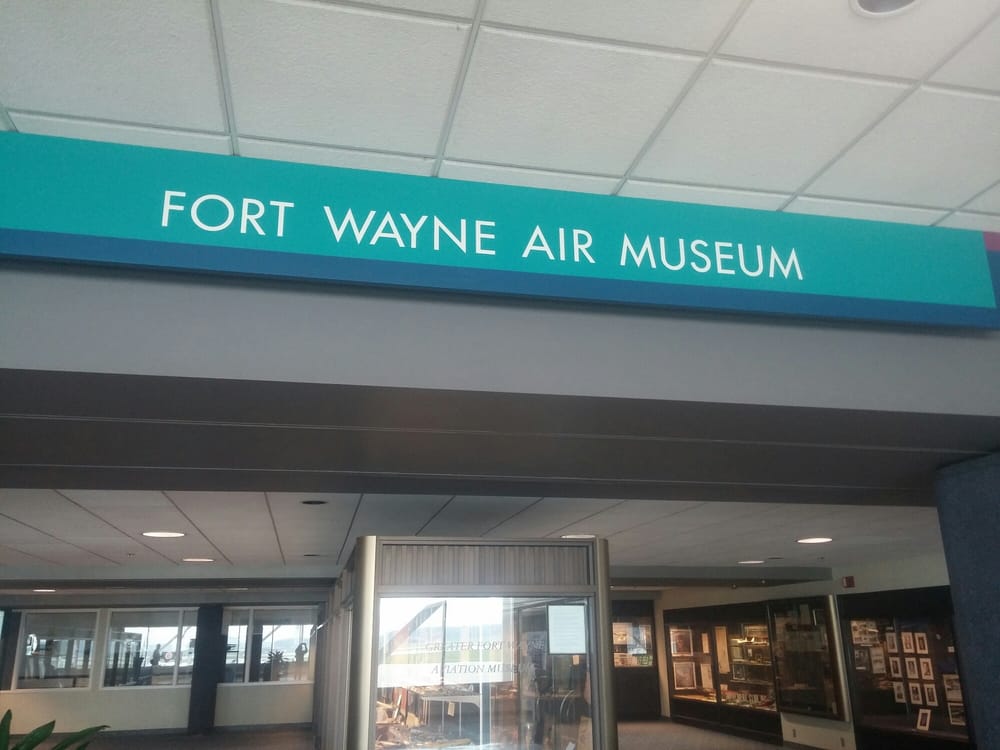 FORT WAYNE AIR MUSEUM
GREATER FORT WAYNE
AVIATION MUSEUM